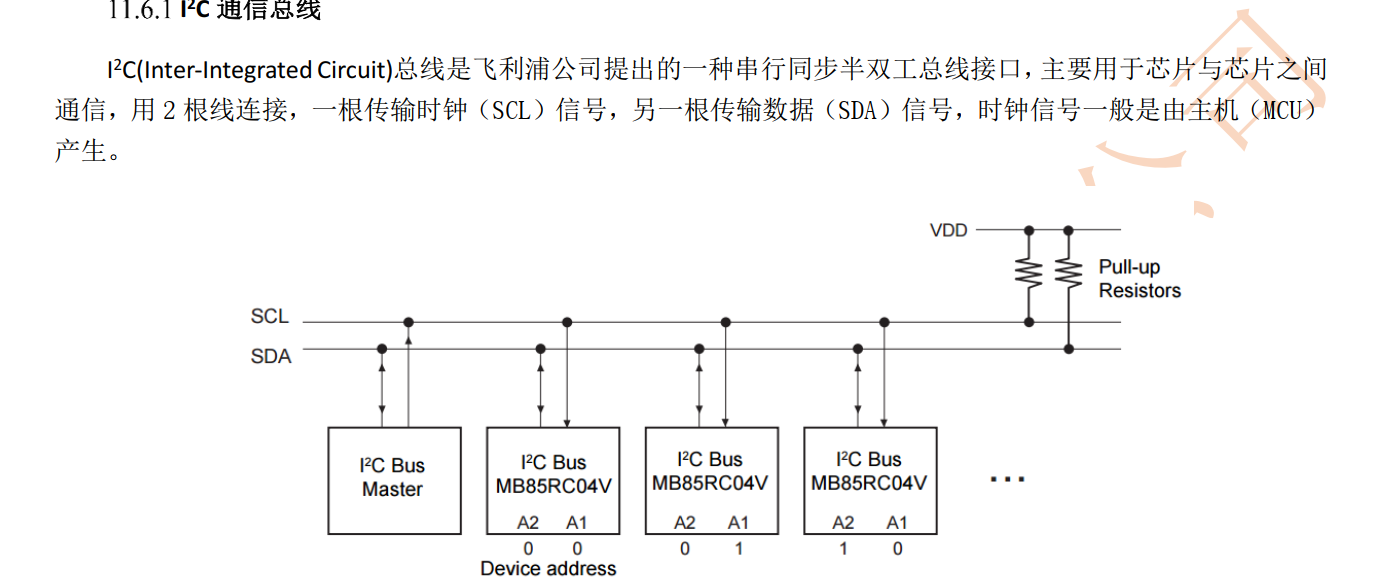 11.6.1 I²C 通信总线
I²C(Inter-Integrated Circuit)总线是飞利浦公司提出的一种串行同步半双工总线接口，主要用于芯片与芯片之间
通信，用 2 根线连接，一根传输时钟（SCL）信号，另一根传输数据（SDA）信号，时钟信号一般是由主机（MCU）
产生。
VDD
Pull-up
Resistors
SCL
SDA
I²C Bus
Master
I²C Bus
MB85RC04V
A2 A1
0 0
Device address
I²C Bus
MB85RC04V
A2 A1
0 1
I²C Bus
MB85RC04V
A2 A1
1 0
...